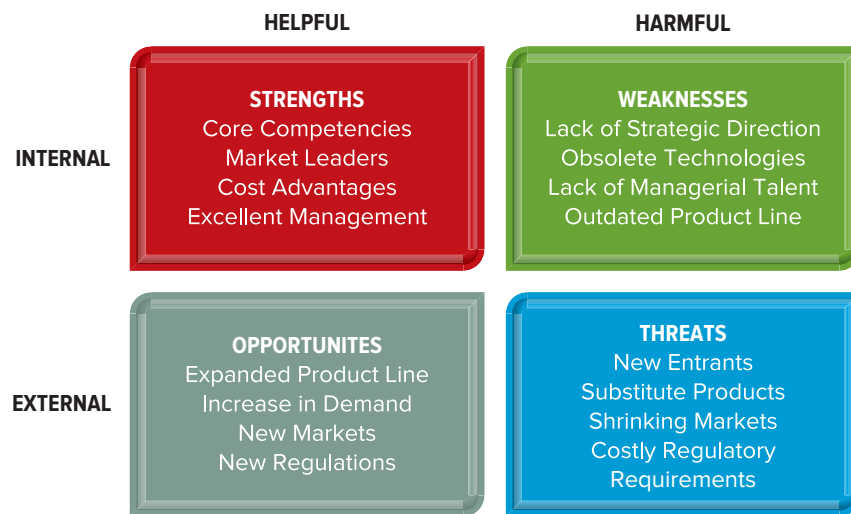 HELPFUL
HARMFUL
INTERNAL
STRENGTHS
Core Competencies
Market Leaders
Cost Advantages
Excellent Management
WEAKNESSES
Lack of Strategic Direction
Obsolete Technologies
Lack of Managerial Talent
Outdated Product Line
EXTERNAL
OPPORTUNITES
Expanded Product Line
Increase in Demand
New Markets
New Regulations
THREATS
New Entrants
Substitute Products
Shrinking Markets
Costly Regulatory
Requirements